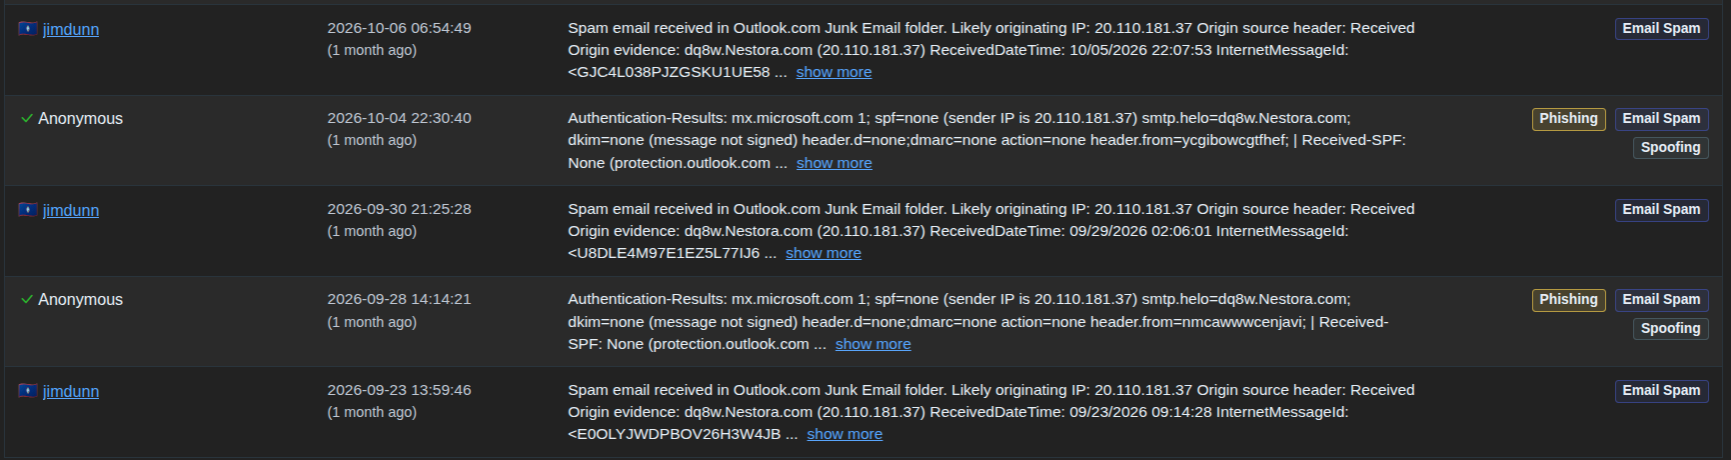 jimdunn
2026-10-06 06:54:49
(1 month ago)
Spam email received in Outlook.com Junk Email folder. Likely originating IP: 20.110.181.37 Origin source header: Received
Origin evidence: dq8w.Nestora.com (20.110.181.37) ReceivedDateTime: 10/05/2026 22:07:53 InternetMessageId:
<GJC4L038PJZGSKU1UE58 ... show more
Email Spam
Anonymous
2026-10-04 22:30:40
(1 month ago)
Authentication-Results: mx.microsoft.com 1; spf=none (sender IP is 20.110.181.37) smtp.helo=dq8w.Nestora.com;
dkim=none (message not signed) header.d=none;dmarc=none action=none header.from=ycgibowcgtfhef; | Received-SPF:
None (protection.outlook.com ... show more
Phishing Email Spam
Spoofing
jimdunn
2026-09-30 21:25:28
(1 month ago)
Spam email received in Outlook.com Junk Email folder. Likely originating IP: 20.110.181.37 Origin source header: Received
Origin evidence: dq8w.Nestora.com (20.110.181.37) ReceivedDateTime: 09/29/2026 02:06:01 InternetMessageId:
<U8DLE4M97E1EZ5L77IJ6 ... show more
Email Spam
Anonymous
2026-09-28 14:14:21
(1 month ago)
Authentication-Results: mx.microsoft.com 1; spf=none (sender IP is 20.110.181.37) smtp.helo=dq8w.Nestora.com;
dkim=none (message not signed) header.d=none;dmarc=none action=none header.from=nmcawwwcenjavi; | Received-
SPF: None (protection.outlook.com ... show more
Phishing Email Spam
Spoofing
jimdunn
2026-09-23 13:59:46
(1 month ago)
Spam email received in Outlook.com Junk Email folder. Likely originating IP: 20.110.181.37 Origin source header: Received
Origin evidence: dq8w.Nestora.com (20.110.181.37) ReceivedDateTime: 09/23/2026 09:14:28 InternetMessageId:
<E0OLYJWDPBOV26H3W4JB ... show more
Email Spam